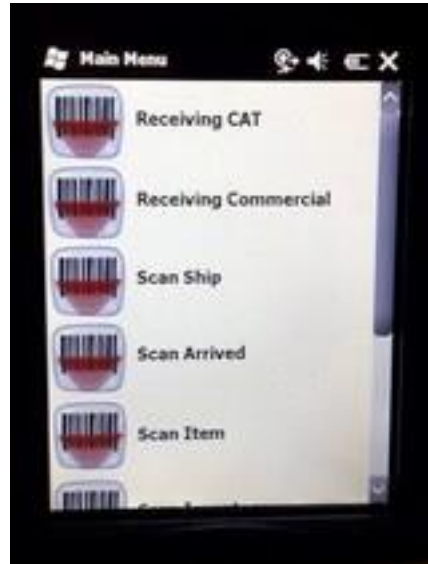 Main Menu
Receiving CAT
Receiving Commercial
Scan Ship
Scan Arrived
Scan Item